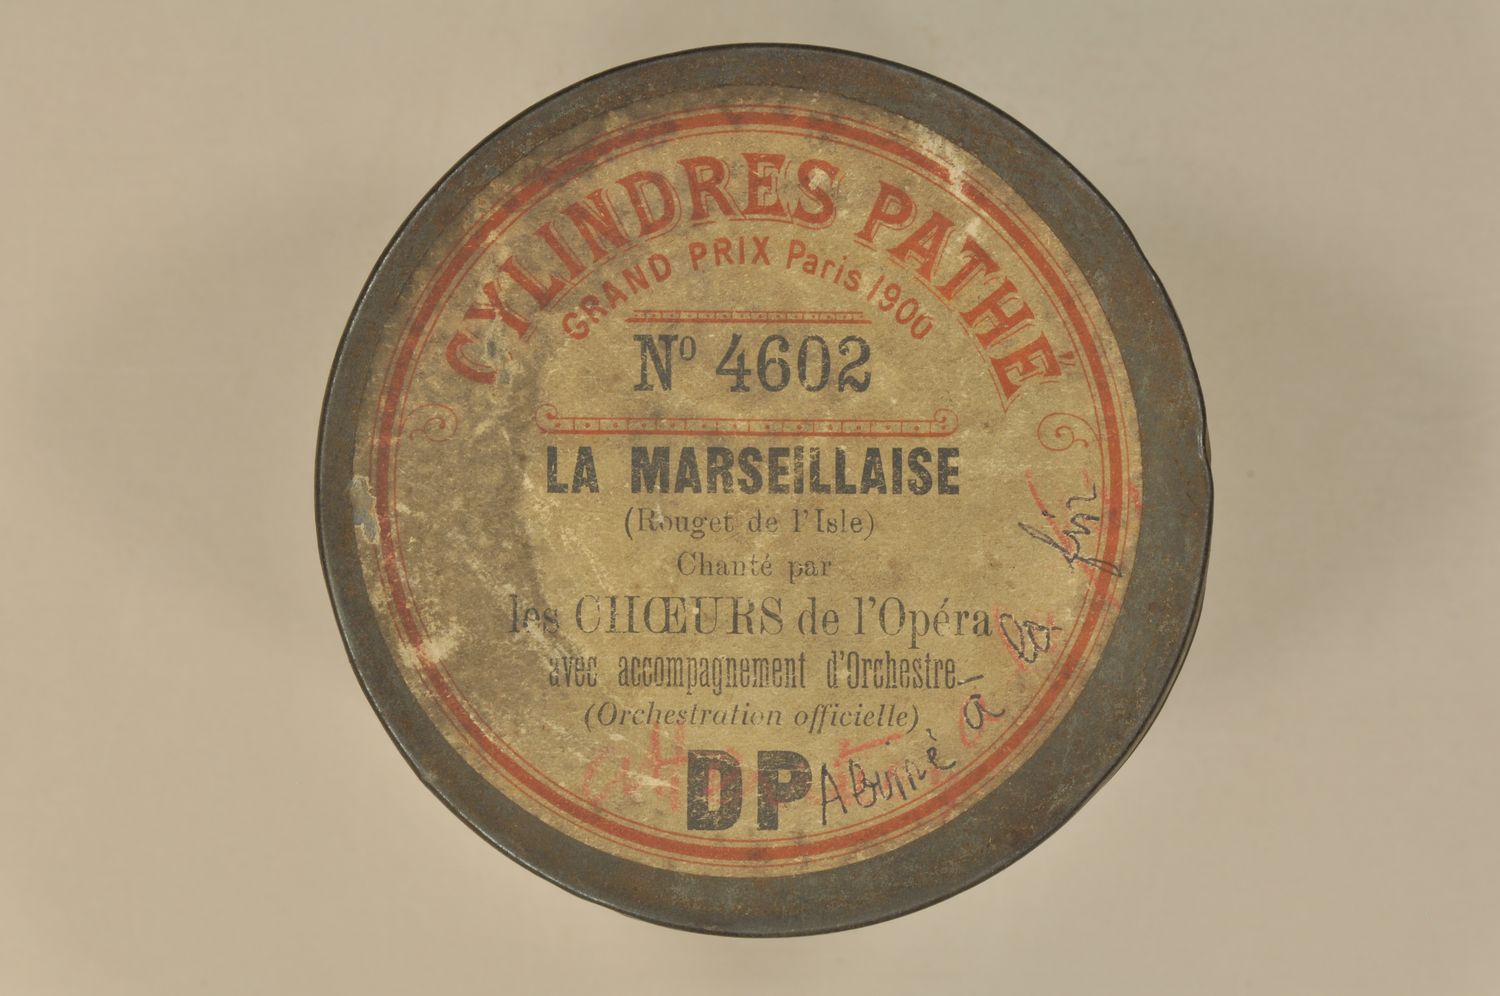 CYLINDRES PATHÉ
GRAND PRIX Paris 1900
Nº 4602
LA MARSEILLAISE
(Rouget de l'Isle)
Chanté par
les CHŒURS de l'Opéra
avec accompagnement d'Orchestre
(Orchestration officielle)
DP
Abimé à la fin